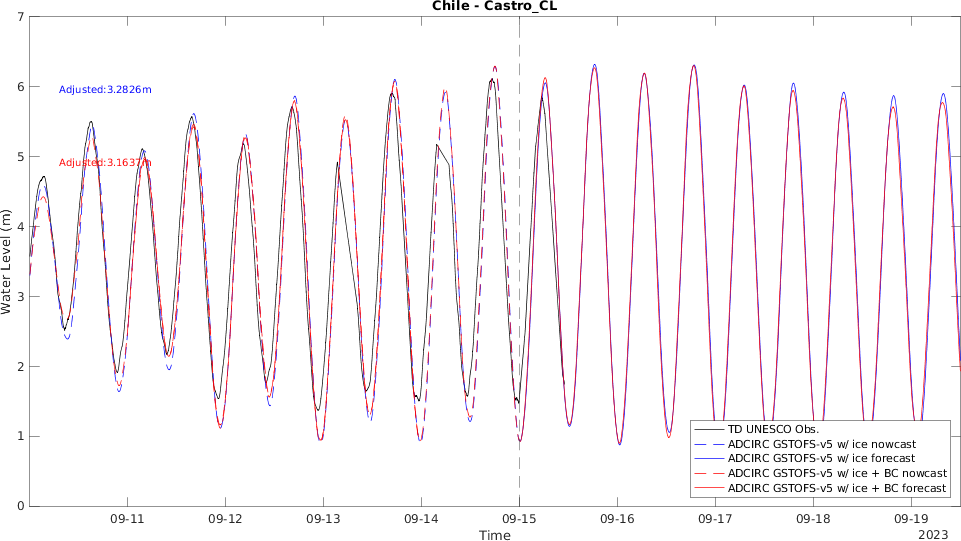 Chile - Castro_CL
7
6
5
4
3
2
1
0
Water Level (m)
Adjusted:3.2826m
Adjusted:3.1637m
TD UNESCO Obs.
ADCIRC GSTOFS-v5 w/ ice nowcast
ADCIRC GSTOFS-v5 w/ ice forecast
ADCIRC GSTOFS-v5 w/ ice + BC nowcast
ADCIRC GSTOFS-v5 w/ ice + BC forecast
09-11 09-12 09-13 09-14 09-15 09-16 09-17 09-18 09-19
Time
2023